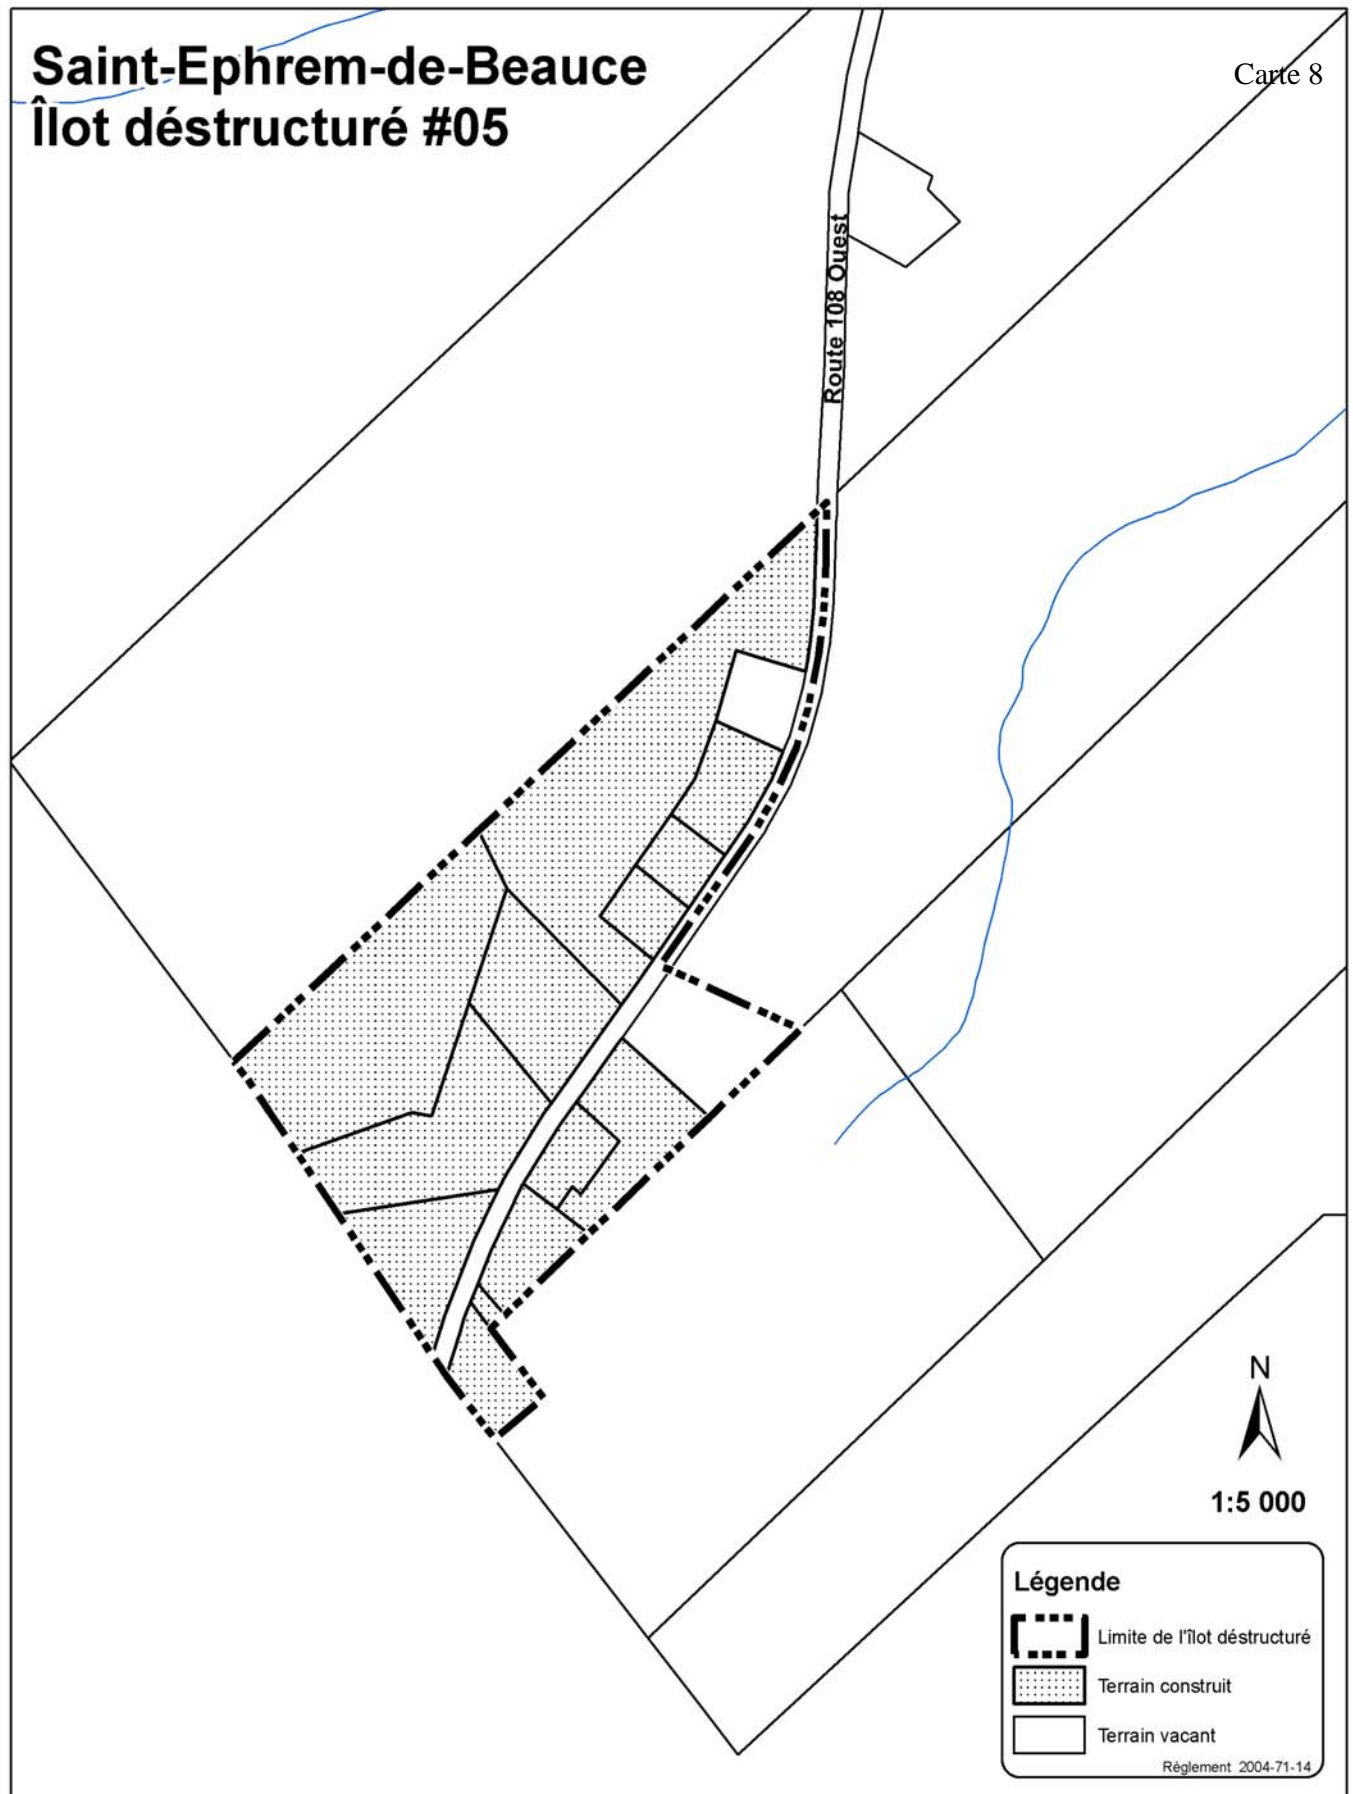 Saint-Ephrem-de-Beauce
Îlot déstructuré #05
Carte 8
Route 108 Ouest
N
1:5 000
Légende
Limite de l'îlot déstructuré
Terrain construit
Terrain vacant
Règlement 2004-71-14